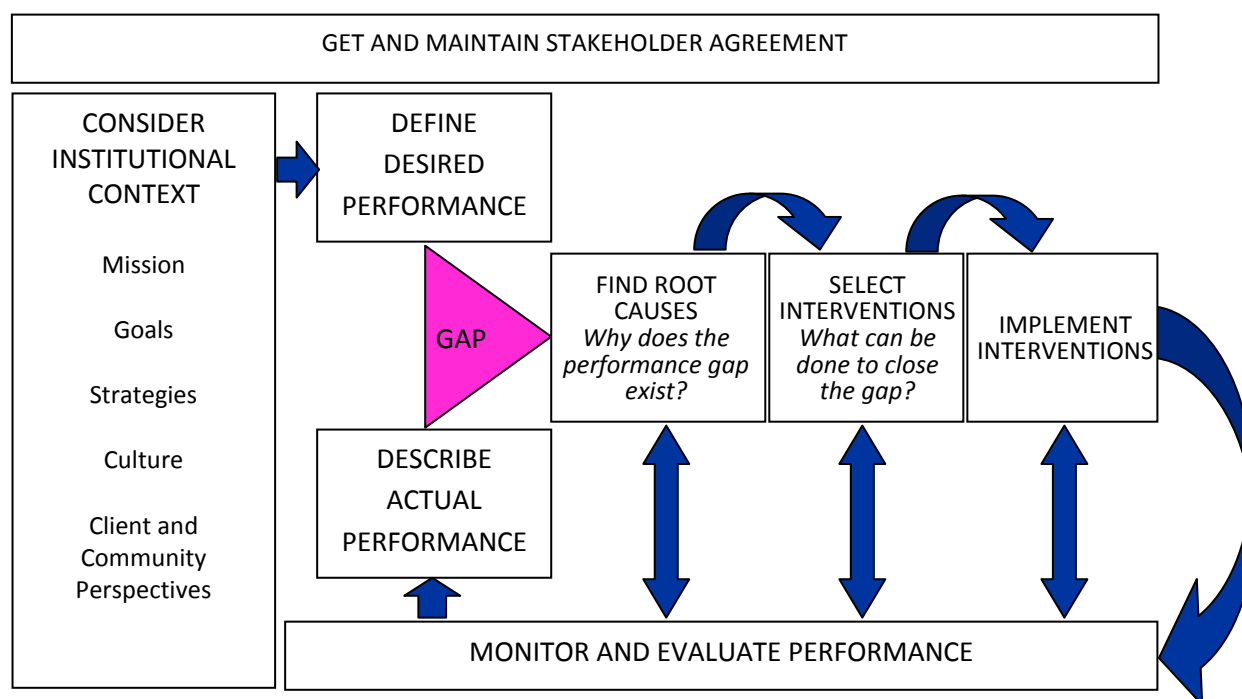 GET AND MAINTAIN STAKEHOLDER AGREEMENT
CONSIDER
INSTITUTIONAL
CONTEXT
Mission
Goals
Strategies
Culture
Client and
Community
Perspectives
DEFINE
DESIRED
PERFORMANCE
GAP
DESCRIBE
ACTUAL
PERFORMANCE
FIND ROOT
CAUSES
Why does the
performance gap
exist?
SELECT
INTERVENTIONS
What can be
done to close
the gap?
IMPLEMENT
INTERVENTIONS
MONITOR AND EVALUATE PERFORMANCE